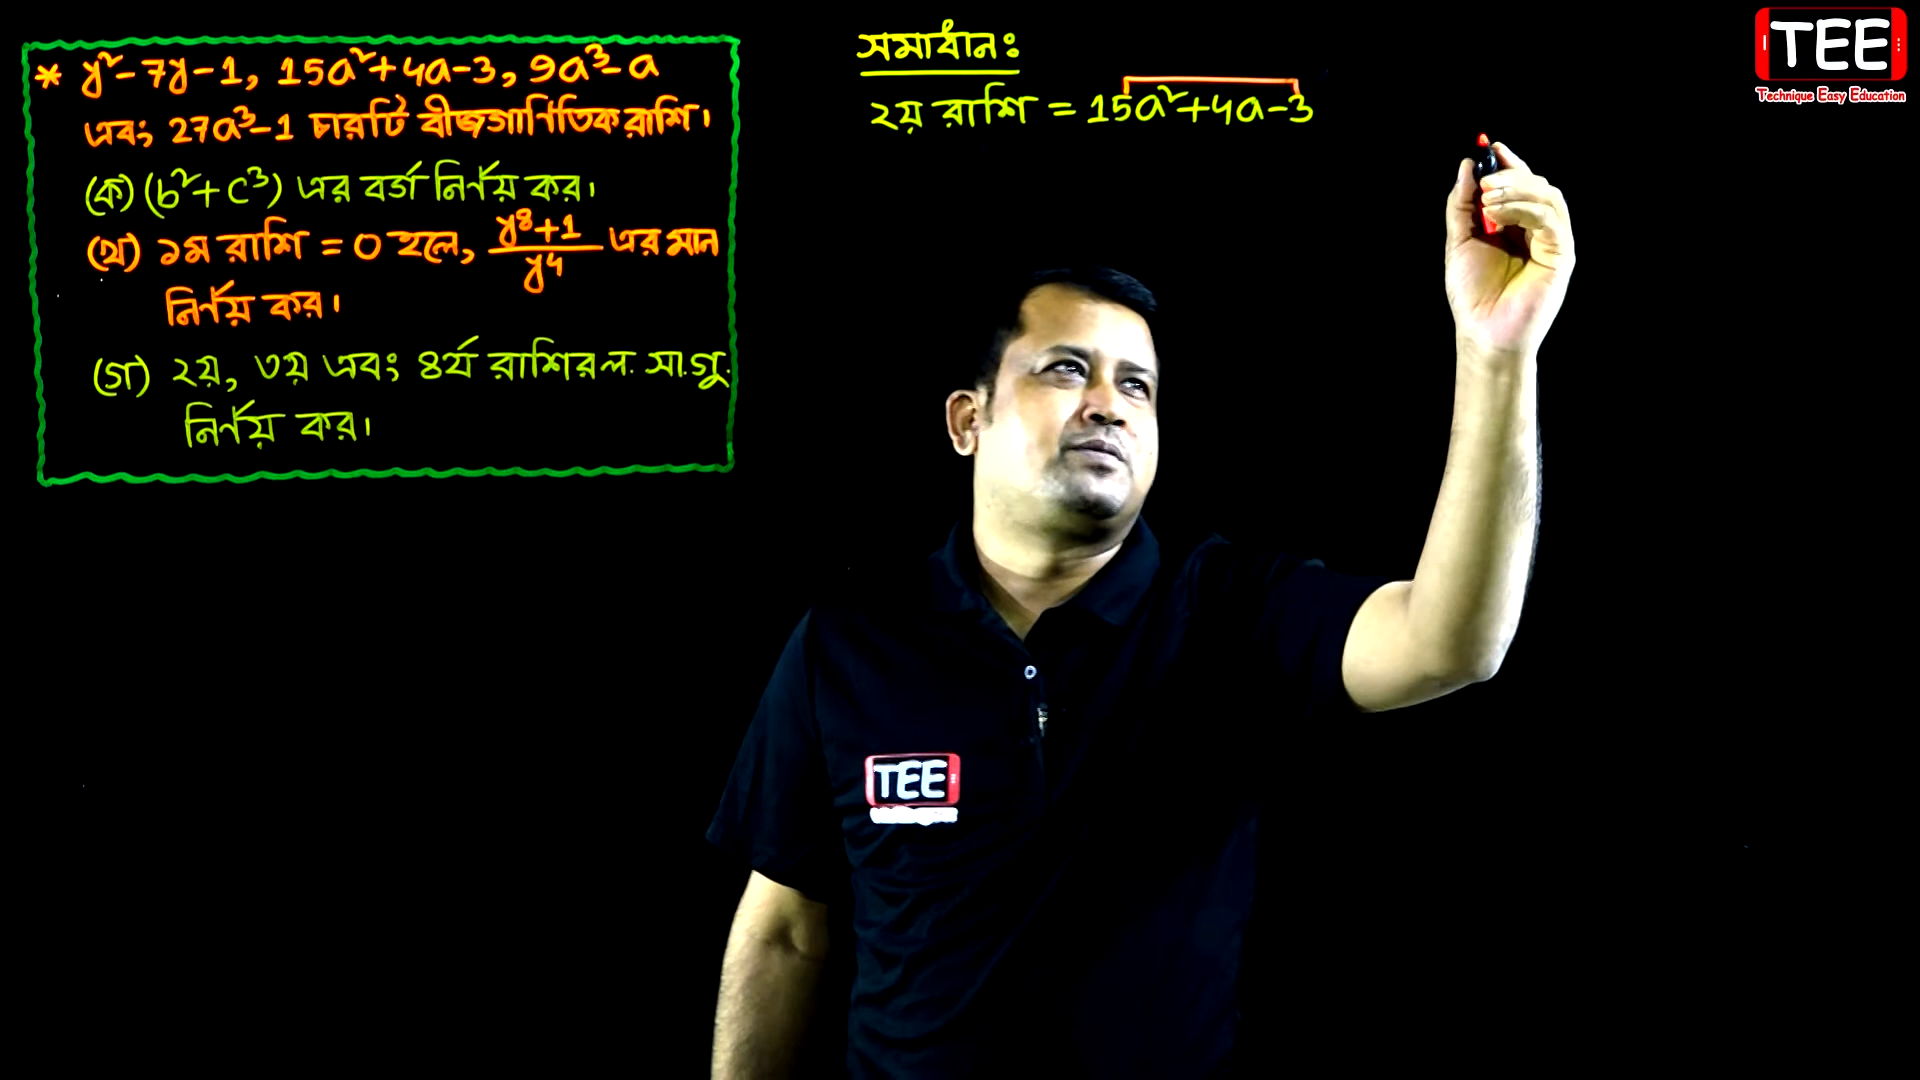 * y²-7y-1, 15a²+4a-3, 9a³-a
এবং 27a³-1 চারটি বীজগাণিতিক রাশি।
(ক) (b²+c³) এর বর্গ নির্ণয় কর।
(খ) ১ম রাশি = 0 হলে, (y⁸+1)/y⁴ এর মান
নির্ণয় কর।
(গ) ২য়, ৩য় এবং ৪র্থ রাশির ল. সা.গু.
নির্ণয় কর।
সমাধানঃ
২য় রাশি = 15a²+4a-3
TEE
Technique Easy Education
TEE